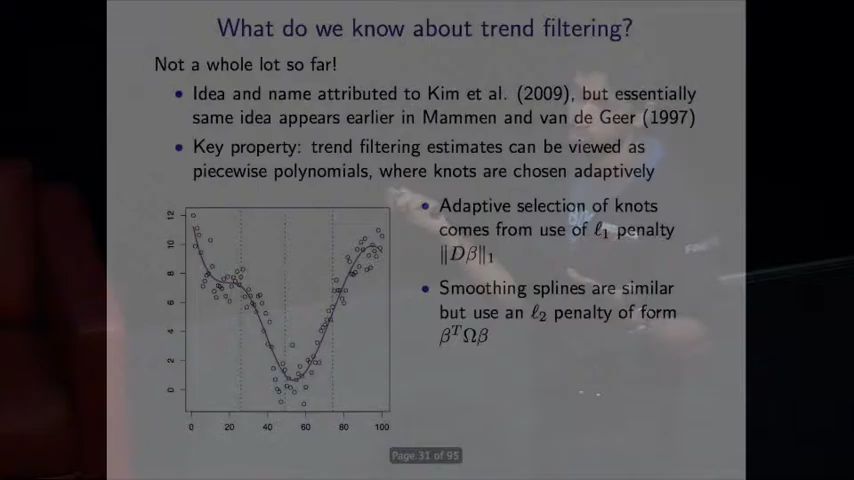 What do we know about trend filtering?
Not a whole lot so far!
• Idea and name attributed to Kim et al. (2009), but essentially
same idea appears earlier in Mammen and van de Geer (1997)
• Key property: trend filtering estimates can be viewed as
piecewise polynomials, where knots are chosen adaptively
• Adaptive selection of knots
comes from use of ℓ₁ penalty
‖Dβ‖₁
• Smoothing splines are similar
but use an ℓ₂ penalty of form
βᵀΩβ
12
10
8
6
4
2
0
0 20 40 60 80 100
Page 31 of 95